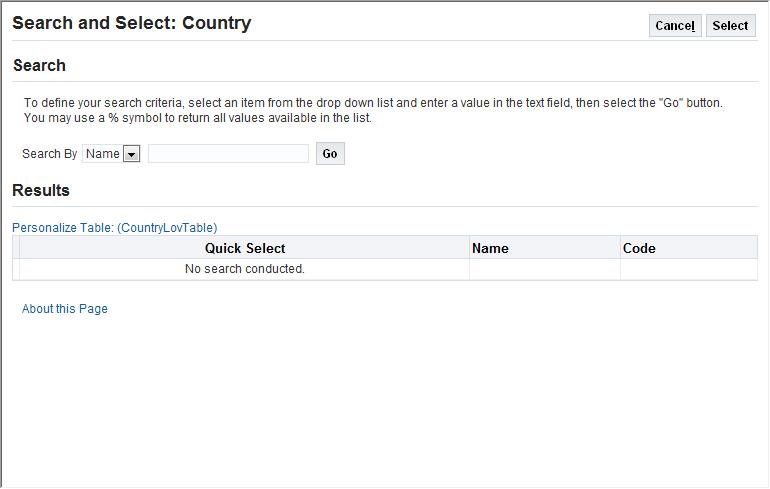 Search and Select: Country
Cancel Select
Search
To define your search criteria, select an item from the drop down list and enter a value in the text field, then select the "Go" button.
You may use a % symbol to return all values available in the list.
Search By Name Go
Results
Personalize Table: (CountryLovTable)
Quick Select Name Code
No search conducted.
About this Page